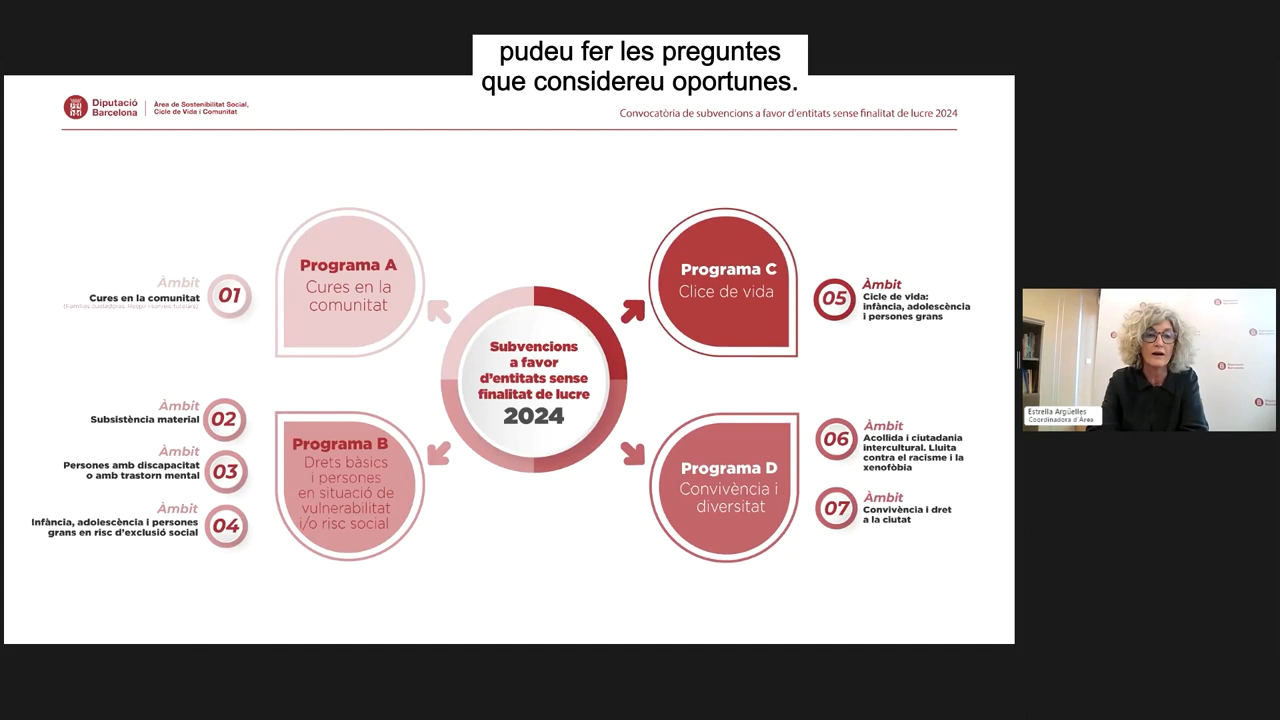 pudeu fer les preguntes
que considereu oportunes.
Diputació
Barcelona
Àrea de Sostenibilitat Social,
Cicle de Vida i Comunitat
Convocatòria de subvencions a favor d'entitats sense finalitat de lucre 2024
Àmbit
01
Cures en la comunitat
Programa A
Cures en la
comunitat
Àmbit
02
Subsistència material
Àmbit
03
Persones amb discapacitat
o amb trastorn mental
Àmbit
04
Infància, adolescència i persones
grans en risc d'exclusió social
Programa B
Drets bàsics
i persones
en situació de
vulnerabilitat
i/o risc social
Subvencions
a favor
d'entitats sense
finalitat de lucre
2024
Programa C
Clice de vida
05
Àmbit
Cicle de vida:
infància, adolescència
i persones grans
Programa D
Convivència i
diversitat
06
Àmbit
Acollida i ciutadania
intercultural. Lluita
contra el racisme i la
xenofòbia
07
Àmbit
Convivència i dret
a la ciutat
Estrella Argüelles
Coordinadora d'Àrea